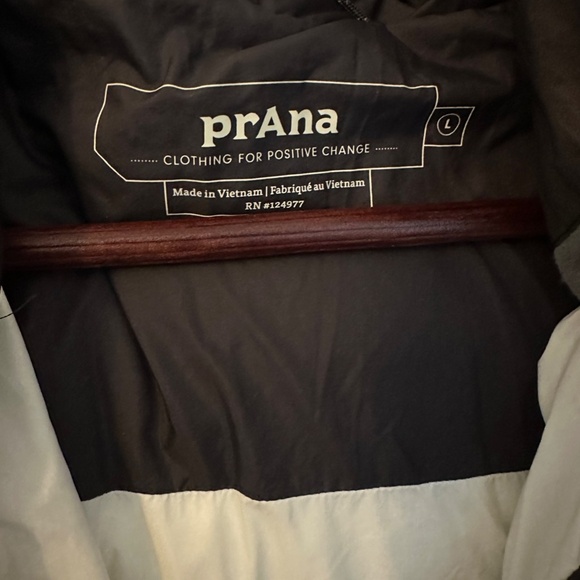 prAna
L
........ CLOTHING FOR POSITIVE CHANGE ........
Made in Vietnam | Fabriqué au Vietnam
RN #124977